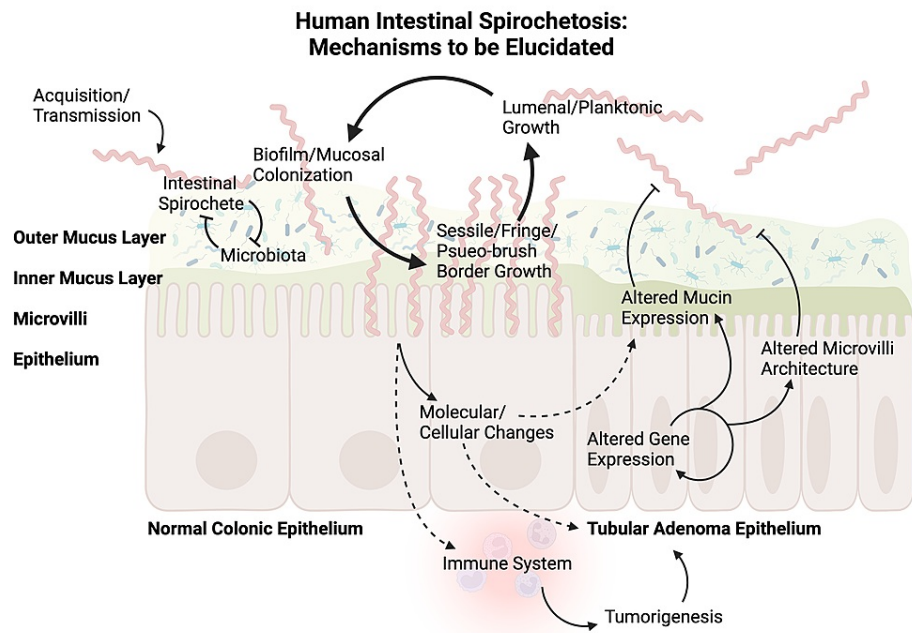 Human Intestinal Spirochetosis:
Mechanisms to be Elucidated
Acquisition/
Transmission
Lumenal/Planktonic
Growth
Biofilm/Mucosal
Colonization
Intestinal
Spirochete
Microbiota
Sessile/Fringe/
Psueo-brush
Border Growth
Outer Mucus Layer
Inner Mucus Layer
Microvilli
Epithelium
Altered Mucin
Expression
Altered Microvilli
Architecture
Molecular/
Cellular Changes
Altered Gene
Expression
Normal Colonic Epithelium
Tubular Adenoma Epithelium
Immune System
Tumorigenesis